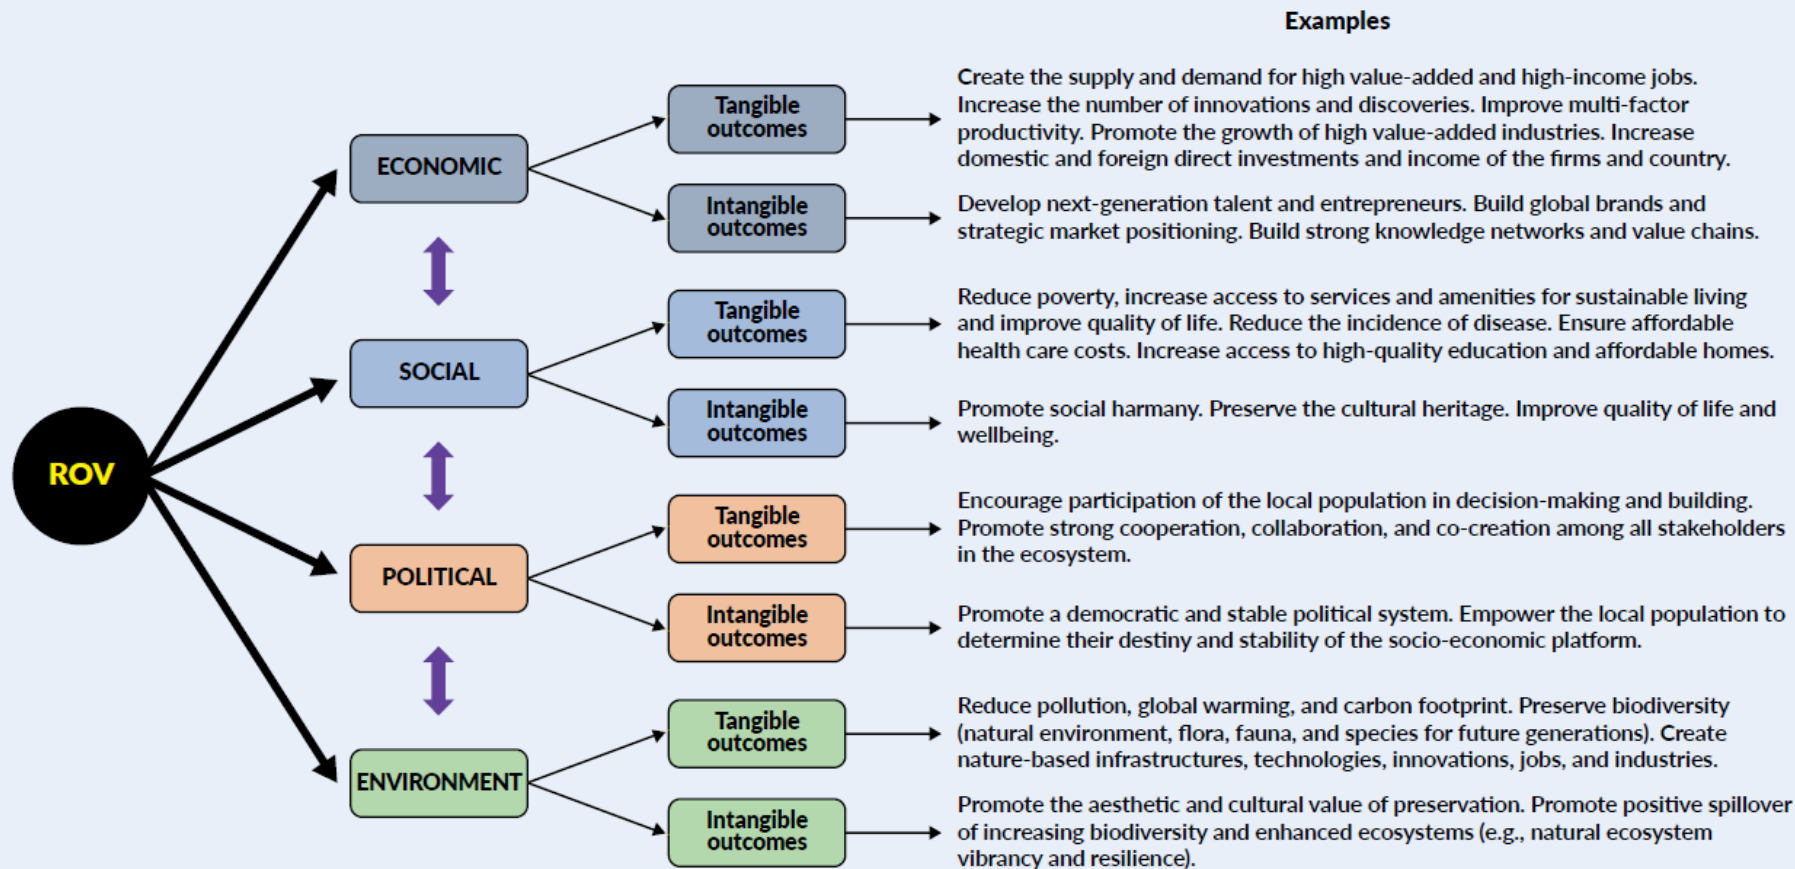 Examples
ROV
ECONOMIC
Tangible
outcomes
Create the supply and demand for high value-added and high-income jobs.
Increase the number of innovations and discoveries. Improve multi-factor
productivity. Promote the growth of high value-added industries. Increase
domestic and foreign direct investments and income of the firms and country.
Intangible
outcomes
Develop next-generation talent and entrepreneurs. Build global brands and
strategic market positioning. Build strong knowledge networks and value chains.
SOCIAL
Tangible
outcomes
Reduce poverty, increase access to services and amenities for sustainable living
and improve quality of life. Reduce the incidence of disease. Ensure affordable
health care costs. Increase access to high-quality education and affordable homes.
Intangible
outcomes
Promote social harmany. Preserve the cultural heritage. Improve quality of life and
wellbeing.
POLITICAL
Tangible
outcomes
Encourage participation of the local population in decision-making and building.
Promote strong cooperation, collaboration, and co-creation among all stakeholders
in the ecosystem.
Intangible
outcomes
Promote a democratic and stable political system. Empower the local population to
determine their destiny and stability of the socio-economic platform.
ENVIRONMENT
Tangible
outcomes
Reduce pollution, global warming, and carbon footprint. Preserve biodiversity
(natural environment, flora, fauna, and species for future generations). Create
nature-based infrastructures, technologies, innovations, jobs, and industries.
Intangible
outcomes
Promote the aesthetic and cultural value of preservation. Promote positive spillover
of increasing biodiversity and enhanced ecosystems (e.g., natural ecosystem
vibrancy and resilience).